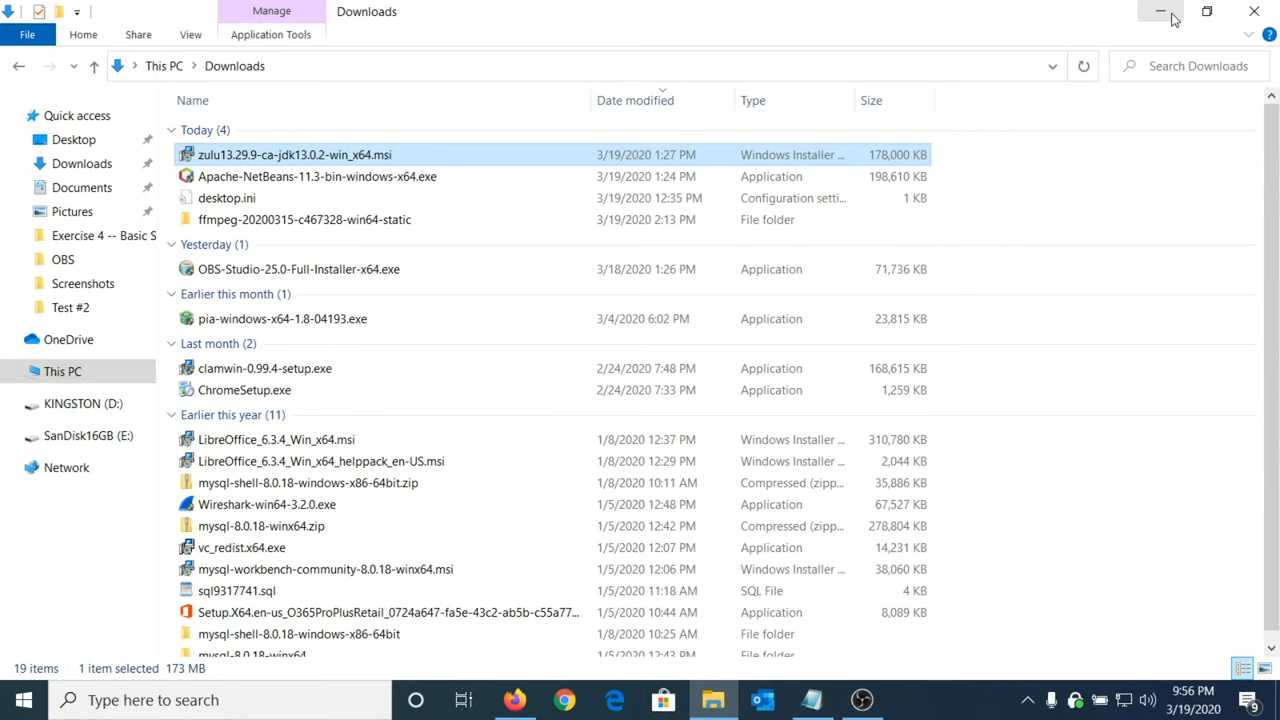 Manage
Downloads
File
Home
Share
View
Application Tools
This PC
Downloads
Search Downloads
Name
Date modified
Type
Size
Quick access
Desktop
Downloads
Documents
Pictures
Exercise 4 -- Basic S
OBS
Screenshots
Test #2
OneDrive
This PC
KINGSTON (D:)
SanDisk16GB (E:)
Network
Today (4)
zulu13.29.9-ca-jdk13.0.2-win_x64.msi 3/19/2020 1:27 PM Windows Installer ... 178,000 KB
Apache-NetBeans-11.3-bin-windows-x64.exe 3/19/2020 1:24 PM Application 198,610 KB
desktop.ini 3/19/2020 12:35 PM Configuration setti... 1 KB
ffmpeg-20200315-c467328-win64-static 3/19/2020 2:13 PM File folder
Yesterday (1)
OBS-Studio-25.0-Full-Installer-x64.exe 3/18/2020 1:26 PM Application 71,736 KB
Earlier this month (1)
pia-windows-x64-1.8-04193.exe 3/4/2020 6:02 PM Application 23,815 KB
Last month (2)
clamwin-0.99.4-setup.exe 2/24/2020 7:48 PM Application 168,615 KB
ChromeSetup.exe 2/24/2020 7:33 PM Application 1,259 KB
Earlier this year (11)
LibreOffice_6.3.4_Win_x64.msi 1/8/2020 12:37 PM Windows Installer ... 310,780 KB
LibreOffice_6.3.4_Win_x64_helppack_en-US.msi 1/8/2020 12:29 PM Windows Installer ... 2,044 KB
mysql-shell-8.0.18-windows-x86-64bit.zip 1/8/2020 10:11 AM Compressed (zipp... 35,886 KB
Wireshark-win64-3.2.0.exe 1/5/2020 12:48 PM Application 67,527 KB
mysql-8.0.18-winx64.zip 1/5/2020 12:42 PM Compressed (zipp... 278,804 KB
vc_redist.x64.exe 1/5/2020 12:07 PM Application 14,231 KB
mysql-workbench-community-8.0.18-winx64.msi 1/5/2020 12:06 PM Windows Installer ... 38,060 KB
sql9317741.sql 1/5/2020 11:18 AM SQL File 4 KB
Setup.X64.en-us_O365ProPlusRetail_0724a647-fa5e-43c2-ab5b-c55a77... 1/5/2020 10:44 AM Application 8,089 KB
mysql-shell-8.0.18-windows-x86-64bit 1/8/2020 10:25 AM File folder
mysql-8.0.18-winx64 1/5/2020 12:43 PM File folder
19 items 1 item selected 173 MB
Type here to search
9:56 PM
3/19/2020
9